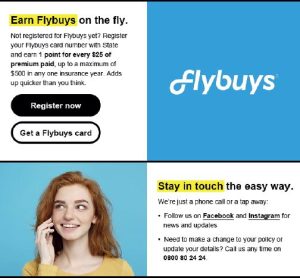 Earn Flybuys on the fly.
Not registered for Flybuys yet? Register
your Flybuys card number with State
and earn 1 point for every $25 of
premium paid, up to a maximum of
$500 in any one insurance year. Adds
up quicker than you think.
Register now
Get a Flybuys card
flybuys
Stay in touch the easy way.
We're just a phone call or a tap away:
• Follow us on Facebook and Instagram for
news and updates
• Need to make a change to your policy or
update your details? Call us any time on
0800 80 24 24.